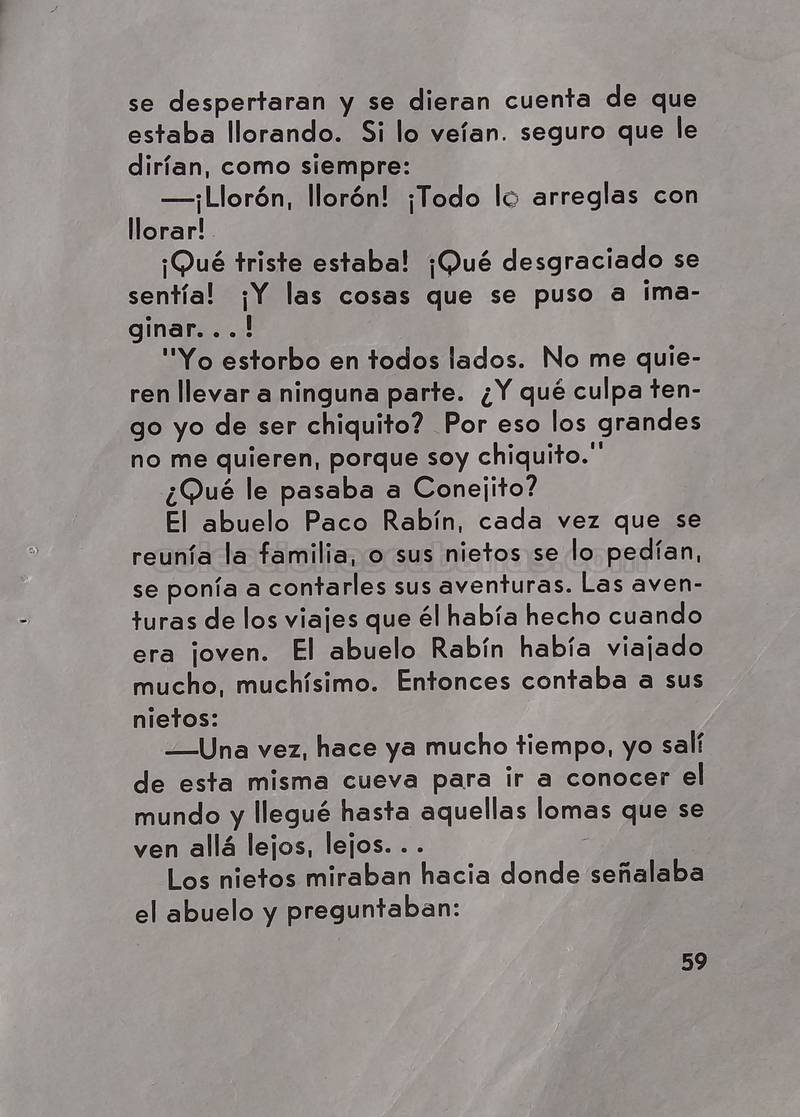 se despertaran y se dieran cuenta de que
estaba llorando. Si lo veían. seguro que le
dirían, como siempre:
—¡Llorón, llorón! ¡Todo lo arreglas con
llorar!
¡Qué triste estaba! ¡Qué desgraciado se
sentía! ¡Y las cosas que se puso a ima-
ginar. . . !
"Yo estorbo en todos lados. No me quie-
ren llevar a ninguna parte. ¿Y qué culpa ten-
go yo de ser chiquito? Por eso los grandes
no me quieren, porque soy chiquito."
¿Qué le pasaba a Conejito?
El abuelo Paco Rabín, cada vez que se
reunía la familia, o sus nietos se lo pedían,
se ponía a contarles sus aventuras. Las aven-
turas de los viajes que él había hecho cuando
era joven. El abuelo Rabín había viajado
mucho, muchísimo. Entonces contaba a sus
nietos:
—Una vez, hace ya mucho tiempo, yo salí
de esta misma cueva para ir a conocer el
mundo y llegué hasta aquellas lomas que se
ven allá lejos, lejos. . .
Los nietos miraban hacia donde señalaba
el abuelo y preguntaban:
59